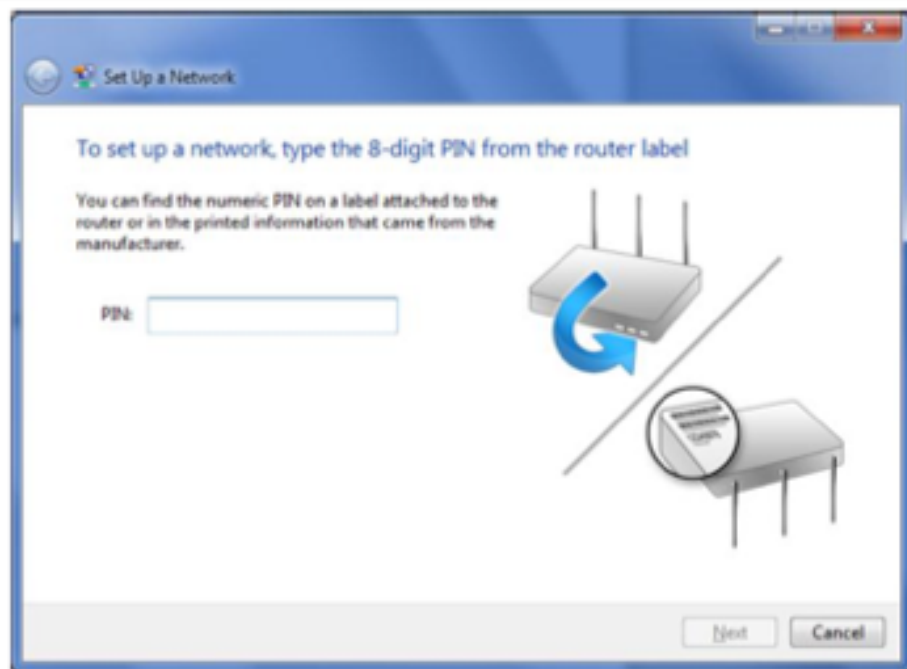 Set Up a Network
To set up a network, type the 8-digit PIN from the router label
You can find the numeric PIN on a label attached to the
router or in the printed information that came from the
manufacturer.
PIN:
Next
Cancel